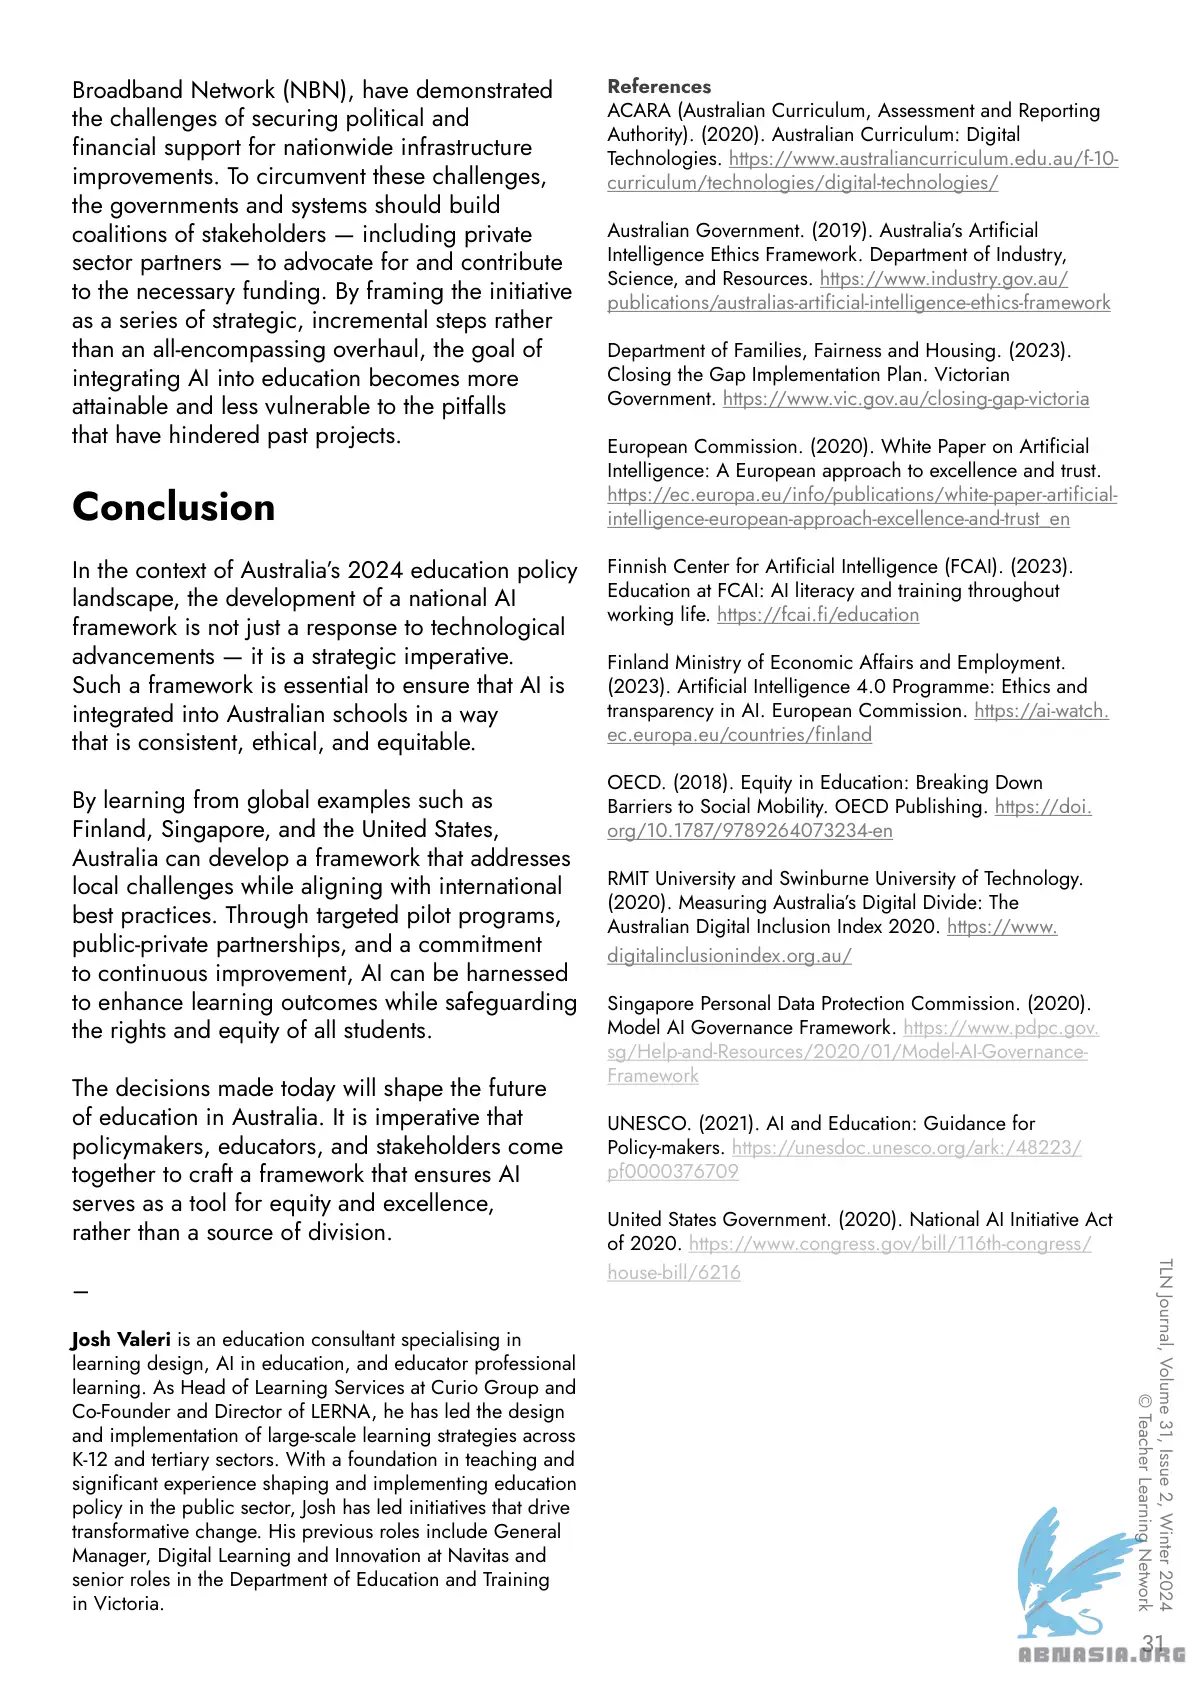 Broadband Network (NBN), have demonstrated
the challenges of securing political and
financial support for nationwide infrastructure
improvements. To circumvent these challenges,
the governments and systems should build
coalitions of stakeholders — including private
sector partners — to advocate for and contribute
to the necessary funding. By framing the initiative
as a series of strategic, incremental steps rather
than an all-encompassing overhaul, the goal of
integrating AI into education becomes more
attainable and less vulnerable to the pitfalls
that have hindered past projects.
Conclusion
In the context of Australia’s 2024 education policy
landscape, the development of a national AI
framework is not just a response to technological
advancements — it is a strategic imperative.
Such a framework is essential to ensure that AI is
integrated into Australian schools in a way
that is consistent, ethical, and equitable.
By learning from global examples such as
Finland, Singapore, and the United States,
Australia can develop a framework that addresses
local challenges while aligning with international
best practices. Through targeted pilot programs,
public-private partnerships, and a commitment
to continuous improvement, AI can be harnessed
to enhance learning outcomes while safeguarding
the rights and equity of all students.
The decisions made today will shape the future
of education in Australia. It is imperative that
policymakers, educators, and stakeholders come
together to craft a framework that ensures AI
serves as a tool for equity and excellence,
rather than a source of division.
–
Josh Valeri is an education consultant specialising in
learning design, AI in education, and educator professional
learning. As Head of Learning Services at Curio Group and
Co-Founder and Director of LERNA, he has led the design
and implementation of large-scale learning strategies across
K-12 and tertiary sectors. With a foundation in teaching and
significant experience shaping and implementing education
policy in the public sector, Josh has led initiatives that drive
transformative change. His previous roles include General
Manager, Digital Learning and Innovation at Navitas and
senior roles in the Department of Education and Training
in Victoria.
References
ACARA (Australian Curriculum, Assessment and Reporting
Authority). (2020). Australian Curriculum: Digital
Technologies. https://www.australiancurriculum.edu.au/f-10-
curriculum/technologies/digital-technologies/
Australian Government. (2019). Australia’s Artificial
Intelligence Ethics Framework. Department of Industry,
Science, and Resources. https://www.industry.gov.au/
publications/australias-artificial-intelligence-ethics-framework
Department of Families, Fairness and Housing. (2023).
Closing the Gap Implementation Plan. Victorian
Government. https://www.vic.gov.au/closing-gap-victoria
European Commission. (2020). White Paper on Artificial
Intelligence: A European approach to excellence and trust.
https://ec.europa.eu/info/publications/white-paper-artificial-
intelligence-european-approach-excellence-and-trust_en
Finnish Center for Artificial Intelligence (FCAI). (2023).
Education at FCAI: AI literacy and training throughout
working life. https://fcai.fi/education
Finland Ministry of Economic Affairs and Employment.
(2023). Artificial Intelligence 4.0 Programme: Ethics and
transparency in AI. European Commission. https://ai-watch.
ec.europa.eu/countries/finland
OECD. (2018). Equity in Education: Breaking Down
Barriers to Social Mobility. OECD Publishing. https://doi.
org/10.1787/9789264073234-en
RMIT University and Swinburne University of Technology.
(2020). Measuring Australia’s Digital Divide: The
Australian Digital Inclusion Index 2020. https://www.
digitalinclusionindex.org.au/
Singapore Personal Data Protection Commission. (2020).
Model AI Governance Framework. https://www.pdpc.gov.
sg/Help-and-Resources/2020/01/Model-AI-Governance-
Framework
UNESCO. (2021). AI and Education: Guidance for
Policy-makers. https://unesdoc.unesco.org/ark:/48223/
pf0000376709
United States Government. (2020). National AI Initiative Act
of 2020. https://www.congress.gov/bill/116th-congress/
house-bill/6216
TLN Journal, Volume 31, Issue 2, Winter 2024
© Teacher Learning Network
31
ABNASIA.ORG